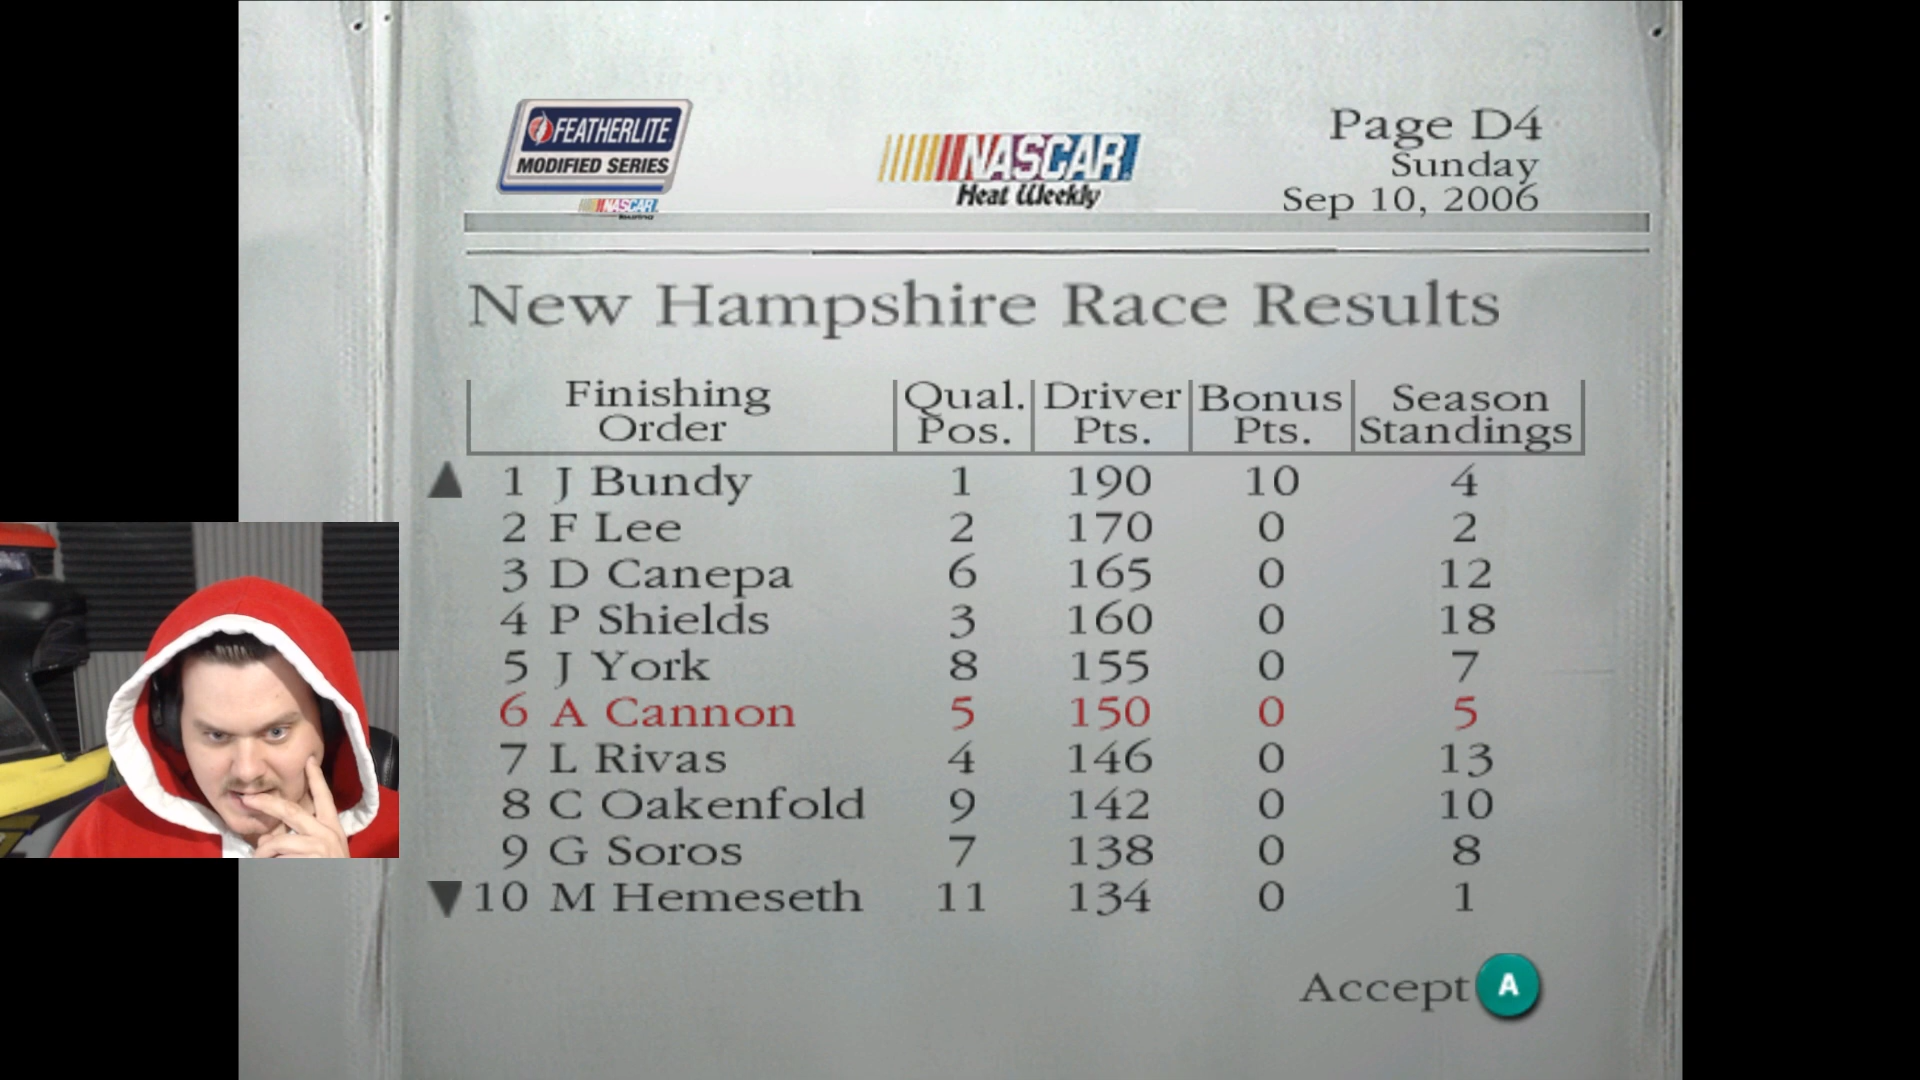 FEATHERLITE
MODIFIED SERIES
NASCAR
NASCAR
Heat Weekly
Page D4
Sunday
Sep 10, 2006
New Hampshire Race Results
Finishing Order Qual. Pos. Driver Pts. Bonus Pts. Season Standings
1 J Bundy 1 190 10 4
2 F Lee 2 170 0 2
3 D Canepa 6 165 0 12
4 P Shields 3 160 0 18
5 J York 8 155 0 7
6 A Cannon 5 150 0 5
7 L Rivas 4 146 0 13
8 C Oakenfold 9 142 0 10
9 G Soros 7 138 0 8
10 M Hemeseth 11 134 0 1
Accept A